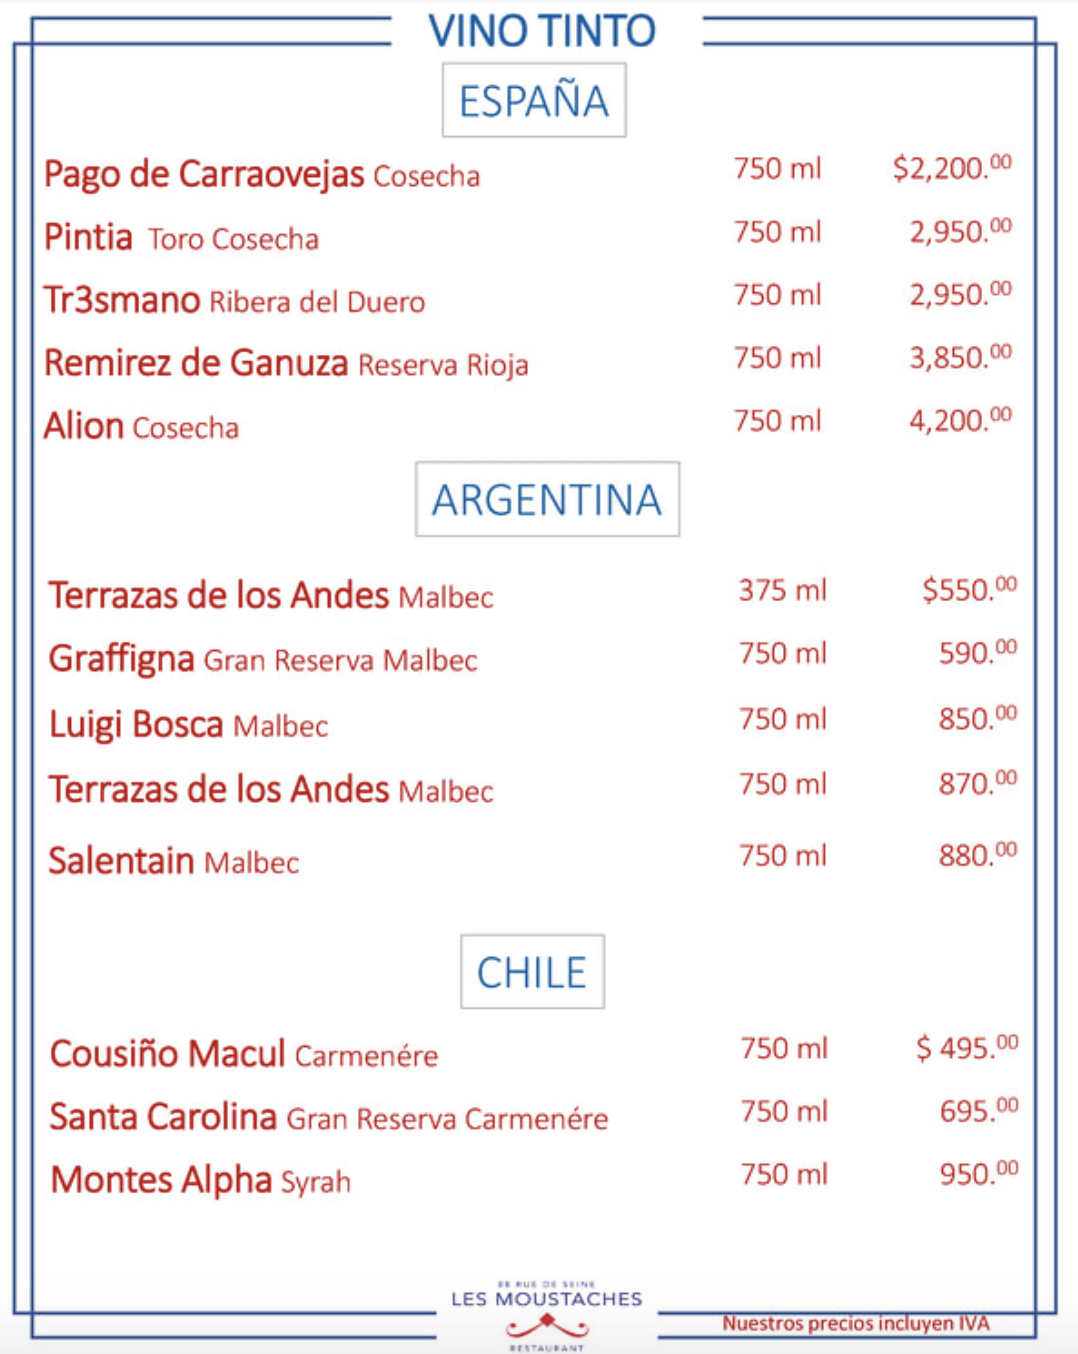 VINO TINTO
ESPAÑA
Pago de Carraovejas Cosecha 750 ml $2,200.00
Pintia Toro Cosecha 750 ml 2,950.00
Tr3smano Ribera del Duero 750 ml 2,950.00
Remirez de Ganuza Reserva Rioja 750 ml 3,850.00
Alion Cosecha 750 ml 4,200.00
ARGENTINA
Terrazas de los Andes Malbec 375 ml $550.00
Graffigna Gran Reserva Malbec 750 ml 590.00
Luigi Bosca Malbec 750 ml 850.00
Terrazas de los Andes Malbec 750 ml 870.00
Salentain Malbec 750 ml 880.00
CHILE
Cousiño Macul Carmenére 750 ml $ 495.00
Santa Carolina Gran Reserva Carmenére 750 ml 695.00
Montes Alpha Syrah 750 ml 950.00
88 RUE DE SEINE
LES MOUSTACHES
RESTAURANT
Nuestros precios incluyen IVA